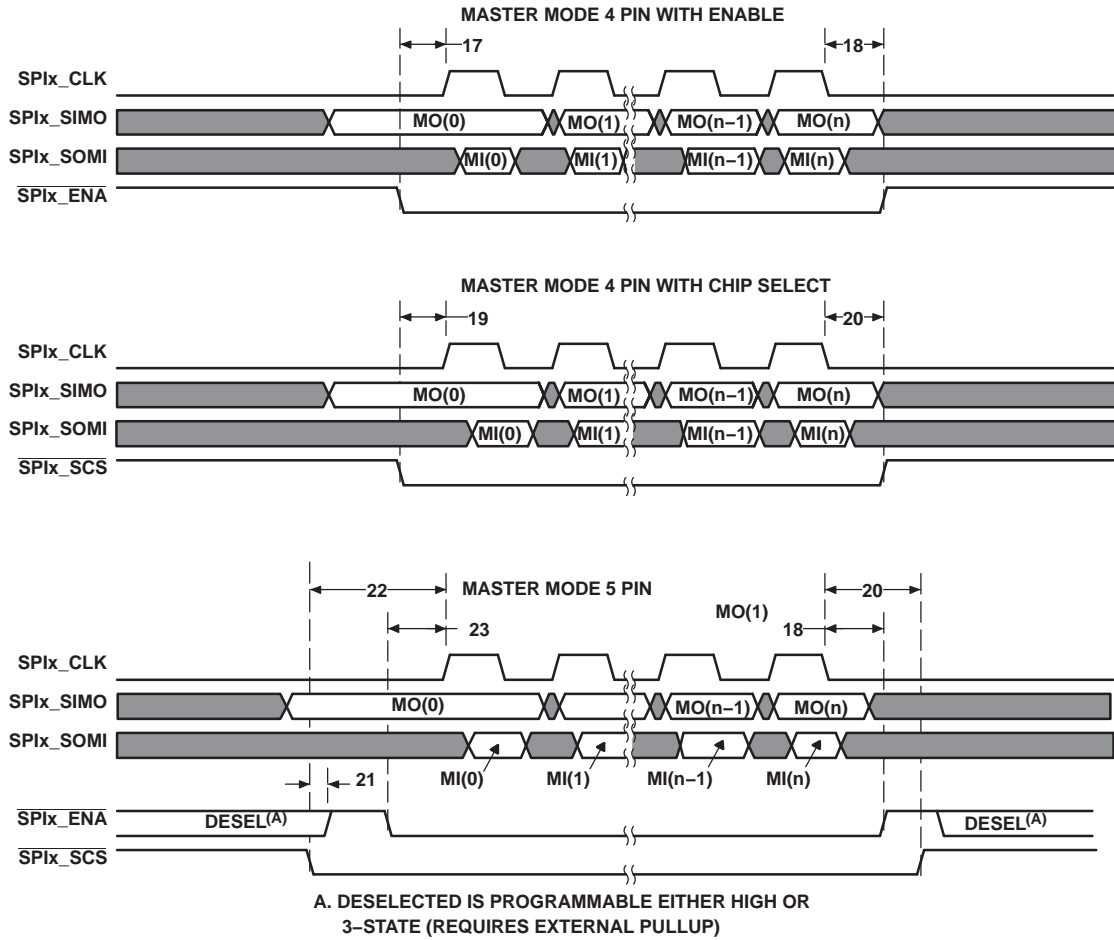 MASTER MODE 4 PIN WITH ENABLE
17
18
SPIx_CLK
SPIx_SIMO
MO(0)
MO(1)
MO(n−1)
MO(n)
SPIx_SOMI
MI(0)
MI(1)
MI(n−1)
MI(n)
SPIx_ENA
MASTER MODE 4 PIN WITH CHIP SELECT
19
20
SPIx_CLK
SPIx_SIMO
MO(0)
MO(1)
MO(n−1)
MO(n)
SPIx_SOMI
MI(0)
MI(1)
MI(n−1)
MI(n)
SPIx_SCS
22
MASTER MODE 5 PIN
20
MO(1)
23
18
SPIx_CLK
SPIx_SIMO
MO(0)
MO(n−1)
MO(n)
SPIx_SOMI
MI(0)
MI(1)
MI(n−1)
MI(n)
21
SPIx_ENA
DESEL(A)
DESEL(A)
SPIx_SCS
A. DESELECTED IS PROGRAMMABLE EITHER HIGH OR
3−STATE (REQUIRES EXTERNAL PULLUP)